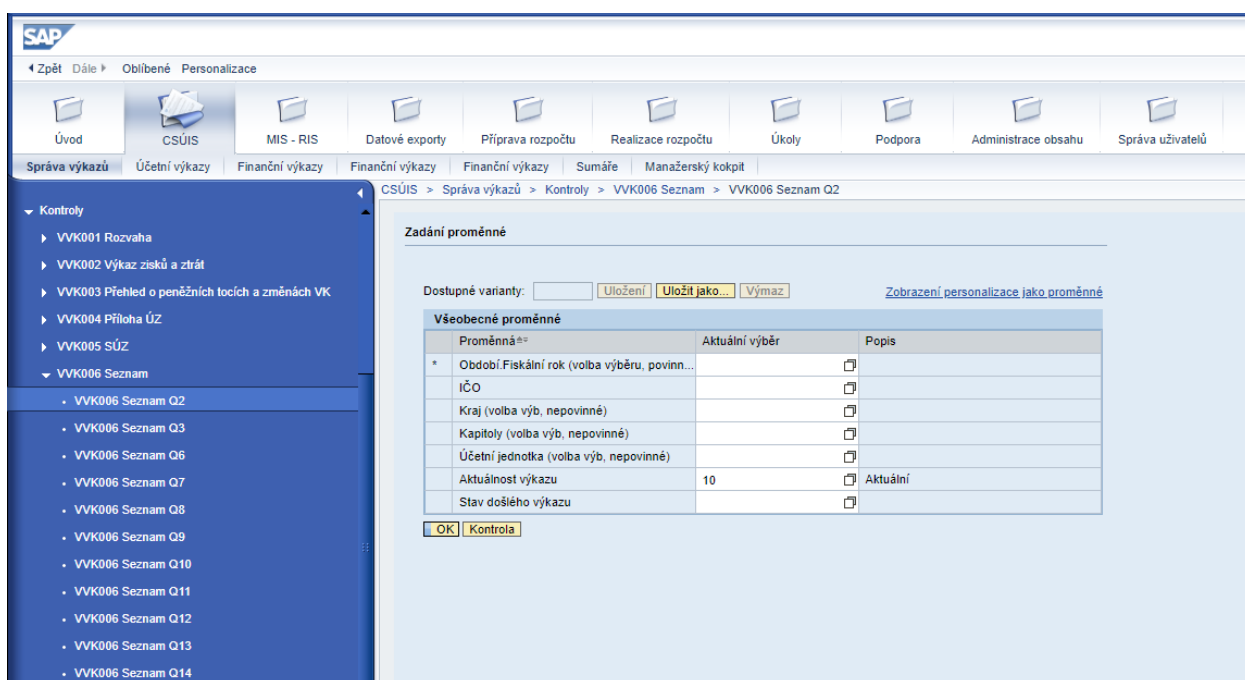 SAP
Zpět Dále Oblíbené Personalizace
Úvod CSÚIS MIS - RIS Datové exporty Příprava rozpočtu Realizace rozpočtu Úkoly Podpora Administrace obsahu Správa uživatelů
Správa výkazů Účetní výkazy Finanční výkazy Finanční výkazy Finanční výkazy Sumáře Manažerský kokpit
CSÚIS > Správa výkazů > Kontroly > VVK006 Seznam > VVK006 Seznam Q2
Kontroly
VVK001 Rozvaha
VVK002 Výkaz zisků a ztrát
VVK003 Přehled o peněžních tocích a změnách VK
VVK004 Příloha ÚZ
VVK005 SÚZ
VVK006 Seznam
• VVK006 Seznam Q2
• VVK006 Seznam Q3
• VVK006 Seznam Q6
• VVK006 Seznam Q7
• VVK006 Seznam Q8
• VVK006 Seznam Q9
• VVK006 Seznam Q10
• VVK006 Seznam Q11
• VVK006 Seznam Q12
• VVK006 Seznam Q13
• VVK006 Seznam Q14
Zadání proměnné
Dostupné varianty: Uložení Uložit jako... Výmaz Zobrazení personalizace jako proměnné
Všeobecné proměnné
Proměnná Aktuální výběr Popis
* Období.Fiskální rok (volba výběru, povinn...
IČO
Kraj (volba výb, nepovinné)
Kapitoly (volba výb, nepovinné)
Účetní jednotka (volba výb, nepovinné)
Aktuálnost výkazu 10 Aktuální
Stav došlého výkazu
OK Kontrola